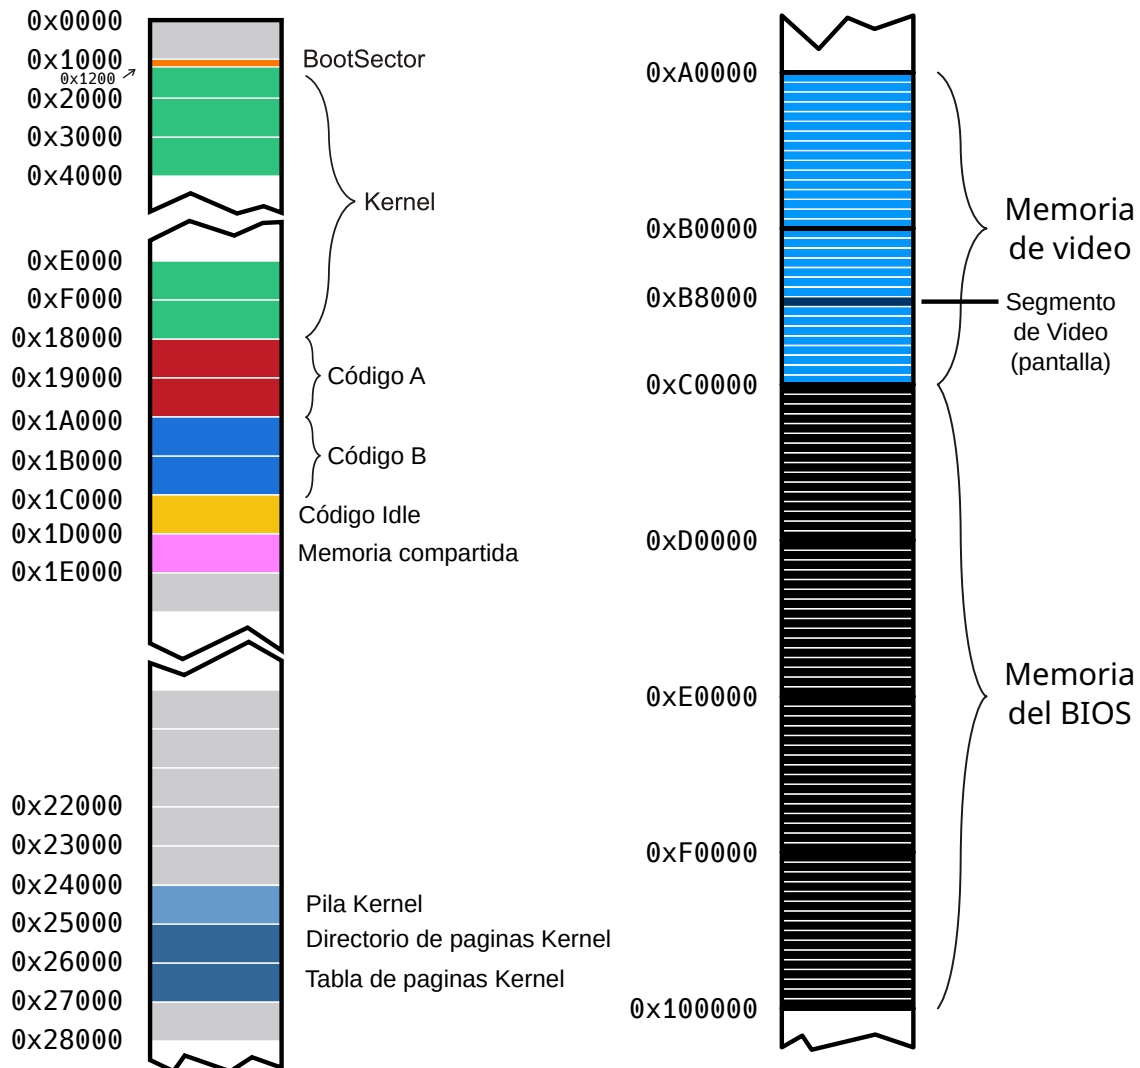 0x0000
0x1000
BootSector
0x1200
0x2000
0x3000
0x4000
Kernel
0xE000
0xF000
0x18000
0x19000
Código A
0x1A000
0x1B000
Código B
0x1C000
Código Idle
0x1D000
Memoria compartida
0x1E000
0x22000
0x23000
0x24000
Pila Kernel
0x25000
Directorio de paginas Kernel
0x26000
Tabla de paginas Kernel
0x27000
0x28000
0xA0000
Memoria
de video
0xB0000
0xB8000
Segmento
de Video
(pantalla)
0xC0000
0xD0000
0xE0000
Memoria
del BIOS
0xF0000
0x100000